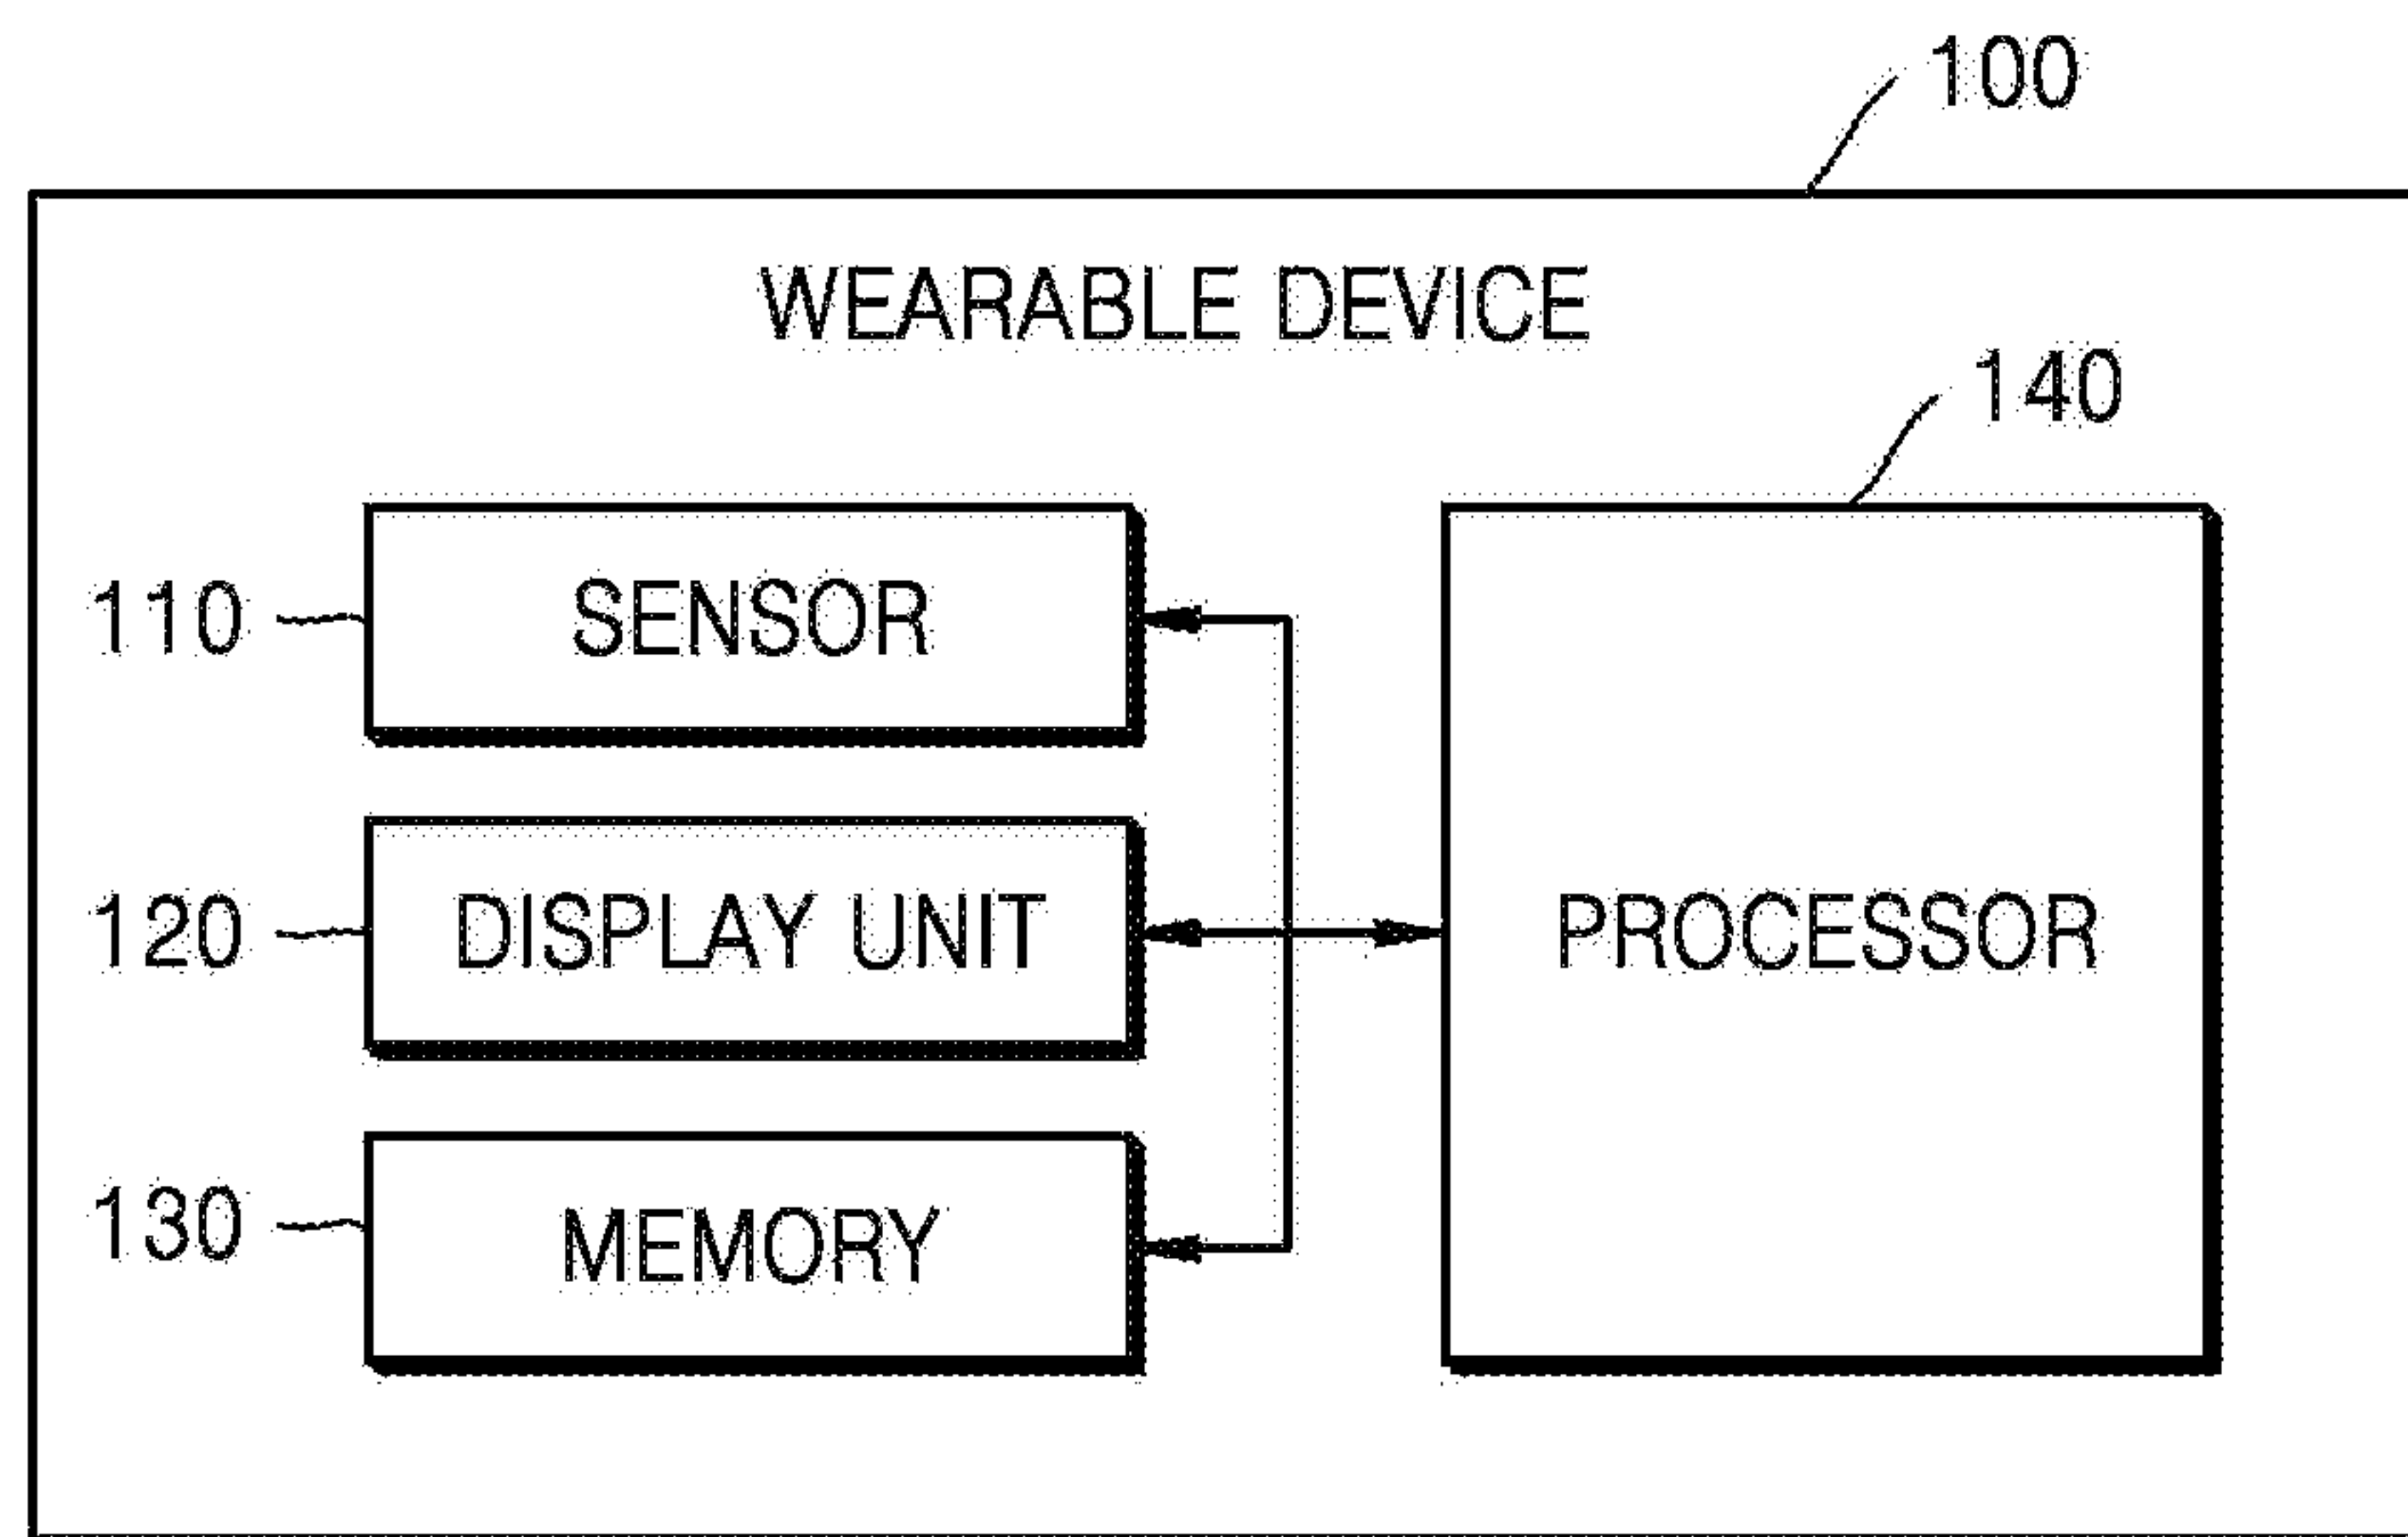 100
WEARABLE DEVICE
140
110 SENSOR
120 DISPLAY UNIT PROCESSOR
130 MEMORY